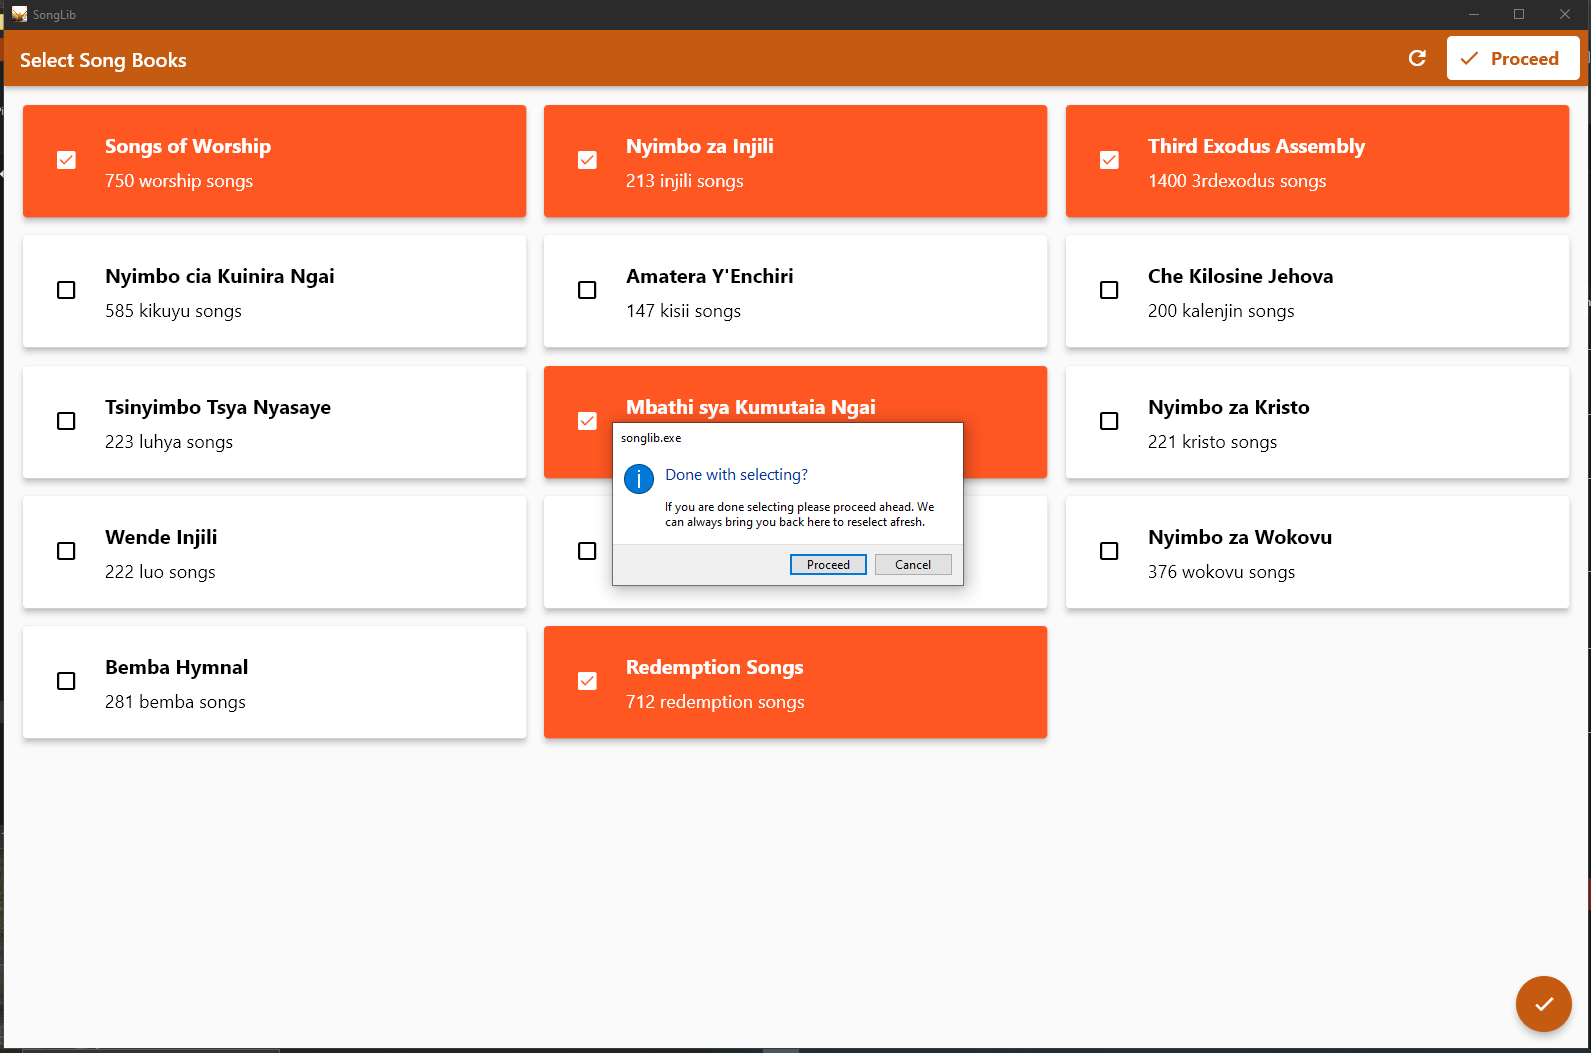 SongLib
Select Song Books
Proceed
Songs of Worship
750 worship songs
Nyimbo za Injili
213 injili songs
Third Exodus Assembly
1400 3rdexodus songs
Nyimbo cia Kuinira Ngai
585 kikuyu songs
Amatera Y'Enchiri
147 kisii songs
Che Kilosine Jehova
200 kalenjin songs
Tsinyimbo Tsya Nyasaye
223 luhya songs
Mbathi sya Kumutaia Ngai
Nyimbo za Kristo
221 kristo songs
songlib.exe
Done with selecting?
If you are done selecting please proceed ahead. We
can always bring you back here to reselect afresh.
Proceed
Cancel
Wende Injili
222 luo songs
Nyimbo za Wokovu
376 wokovu songs
Bemba Hymnal
281 bemba songs
Redemption Songs
712 redemption songs